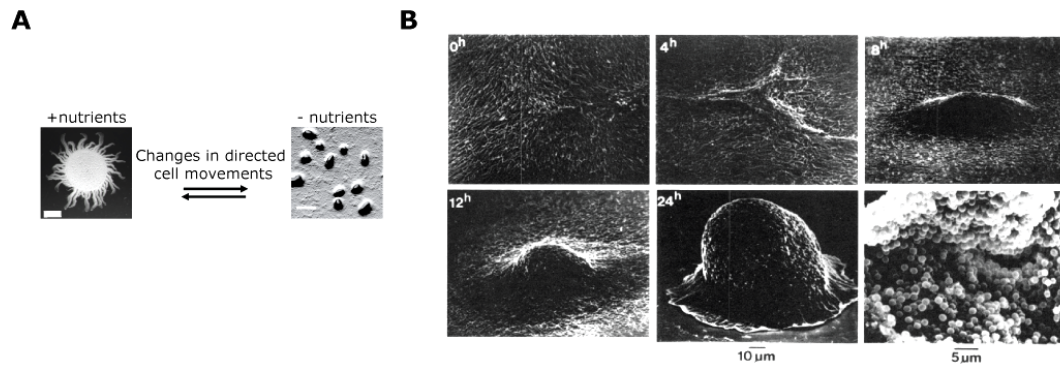 A
+nutrients
Changes in directed
cell movements
- nutrients
B
0h
4h
8h
12h
24h
10 µm
5 µm